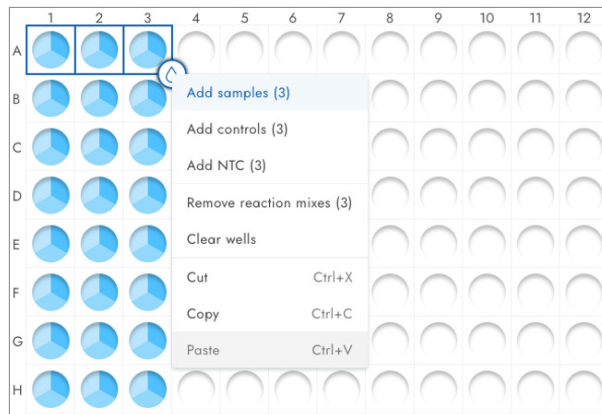 1 2 3 4 5 6 7 8 9 10 11 12
A
B
Add samples (3)
C
Add controls (3)
Add NTC (3)
D
Remove reaction mixes (3)
E
Clear wells
F
Cut Ctrl+X
Copy Ctrl+C
G
Paste Ctrl+V
H